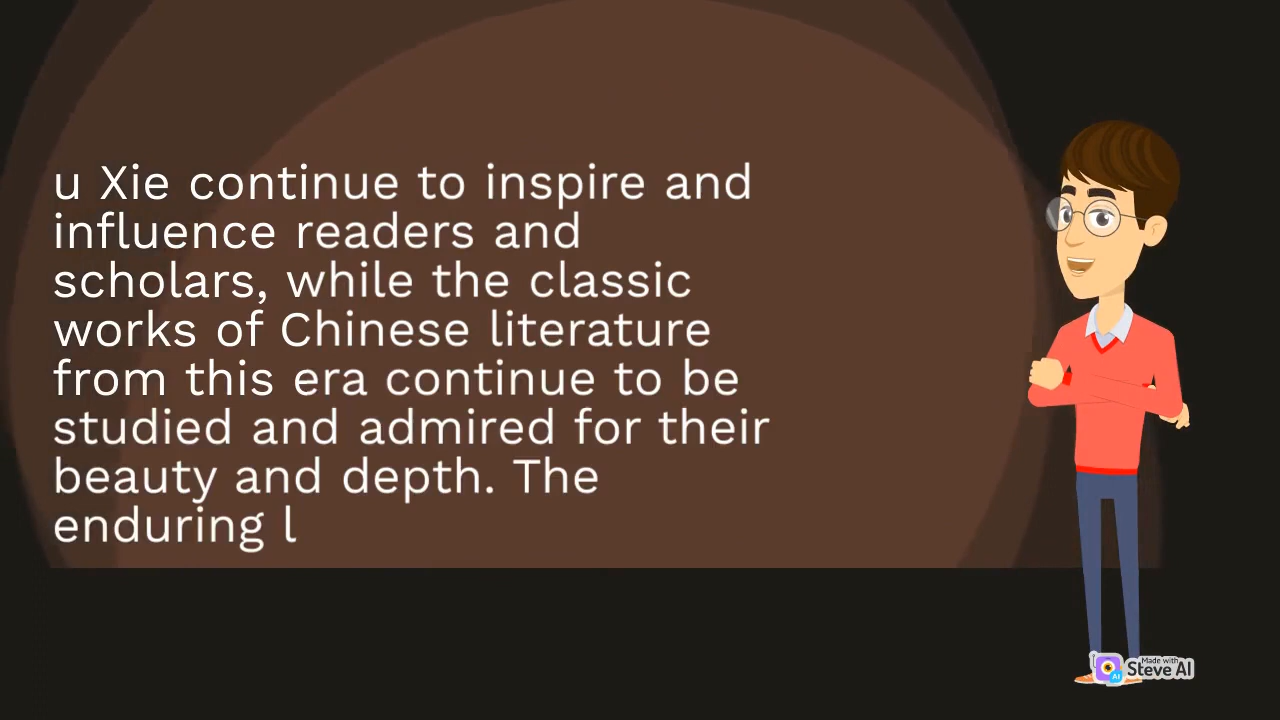 u Xie continue to inspire and
influence readers and
scholars, while the classic
works of Chinese literature
from this era continue to be
studied and admired for their
beauty and depth. The
enduring l
Made with
Steve AI
AI